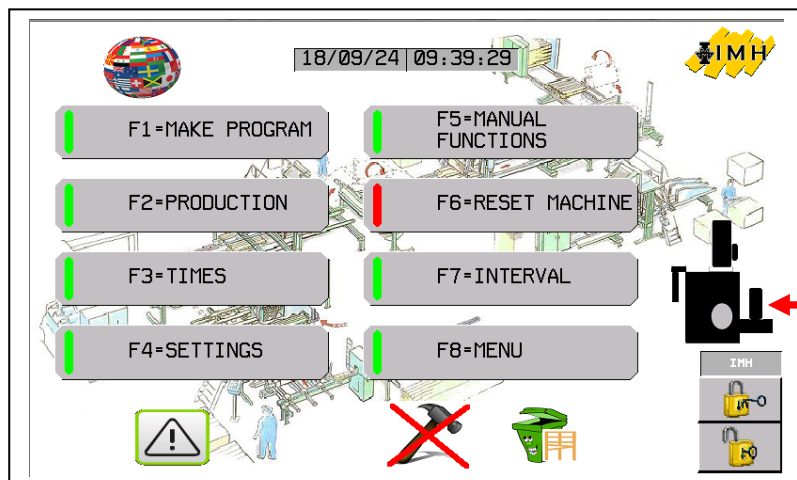 18/09/24 09:39:29
IMH
F1=MAKE PROGRAM
F5=MANUAL
FUNCTIONS
F2=PRODUCTION
F6=RESET MACHINE
F3=TIMES
F7=INTERVAL
F4=SETTINGS
F8=MENU
IMH